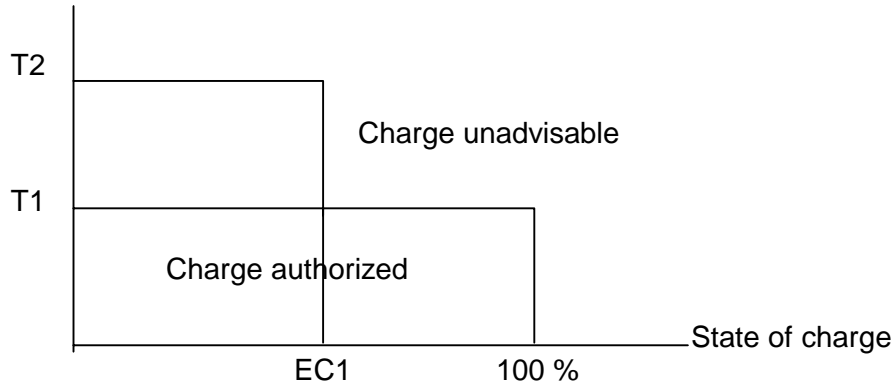 T2
Charge unadvisable
T1
Charge authorized
State of charge
EC1
100 %